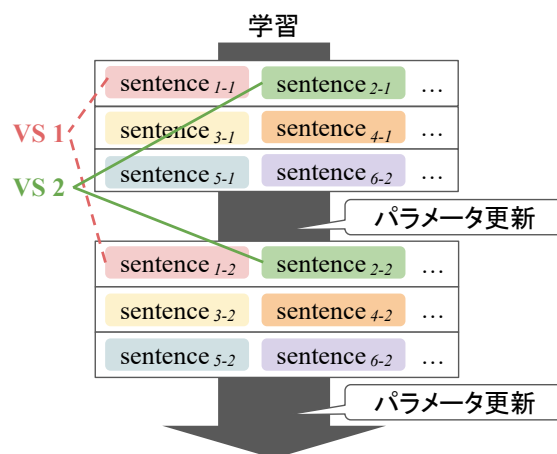 学習
sentence 1-1 sentence 2-1 …
VS 1
sentence 3-1 sentence 4-1 …
VS 2
sentence 5-1 sentence 6-2 …
パラメータ更新
sentence 1-2 sentence 2-2 …
sentence 3-2 sentence 4-2 …
sentence 5-2 sentence 6-2 …
パラメータ更新